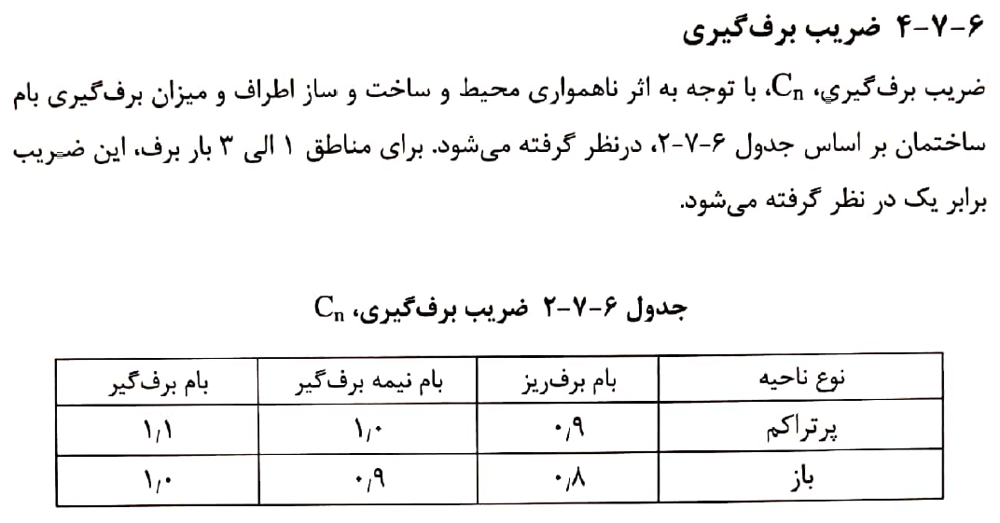 ۶-۷-۴ ضریب برف‌گیری
ضریب برف‌گیری، Cn، با توجه به اثر ناهمواری محیط و ساخت و ساز اطراف و میزان برف‌گیری بام
ساختمان بر اساس جدول ۶-۷-۲، درنظر گرفته می‌شود. برای مناطق ۱ الی ۳ بار برف، این ضریب
برابر یک در نظر گرفته می‌شود.
جدول ۶-۷-۲ ضریب برف‌گیری، Cn
نوع ناحیه بام برف‌ریز بام نیمه برف‌گیر بام برف‌گیر
پرتراکم ۰٫۹ ۱٫۰ ۱٫۱
باز ۰٫۸ ۰٫۹ ۱٫۰